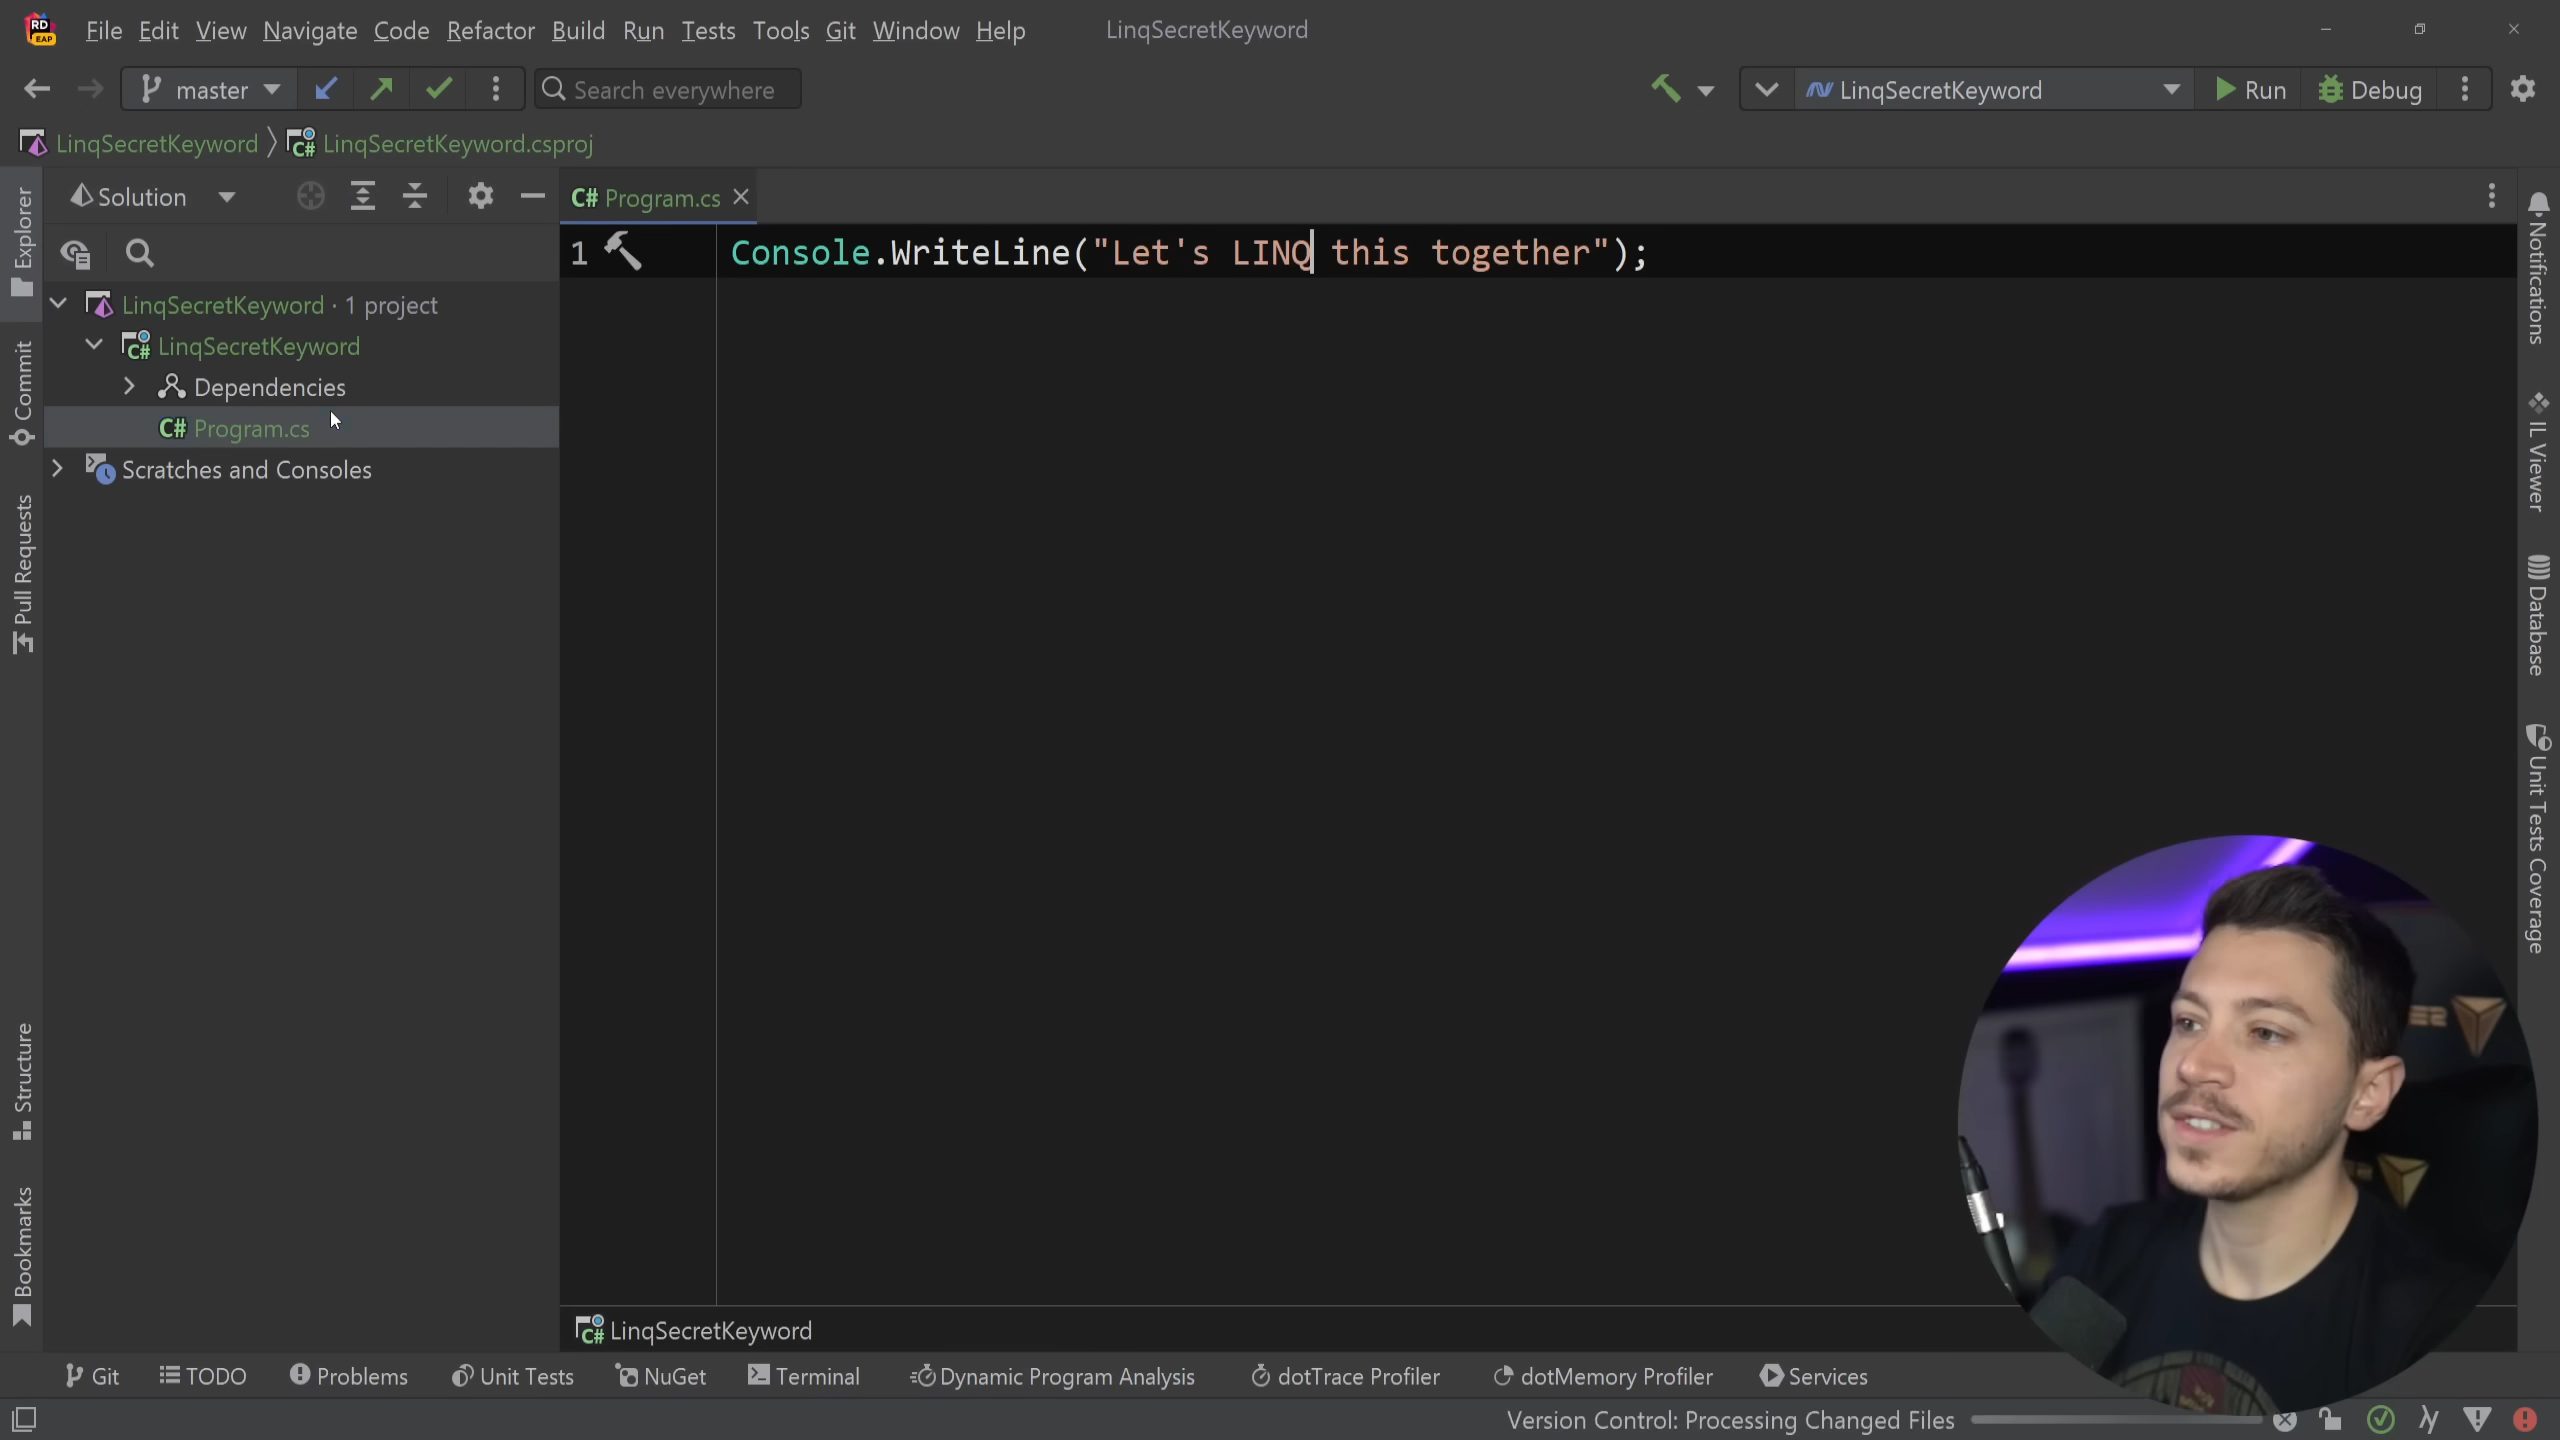 RD
EAP
File Edit View Navigate Code Refactor Build Run Tests Tools Git Window Help
LinqSecretKeyword
master
Search everywhere
LinqSecretKeyword
Run
Debug
LinqSecretKeyword
C# LinqSecretKeyword.csproj
Explorer
Commit
Pull Requests
Structure
Bookmarks
Solution
LinqSecretKeyword · 1 project
C# LinqSecretKeyword
Dependencies
C# Program.cs
Scratches and Consoles
C# Program.cs
1 Console.WriteLine("Let's LINQ this together");
Notifications
IL Viewer
Database
Unit Tests Coverage
C# LinqSecretKeyword
Git TODO Problems Unit Tests NuGet Terminal Dynamic Program Analysis dotTrace Profiler dotMemory Profiler Services
Version Control: Processing Changed Files